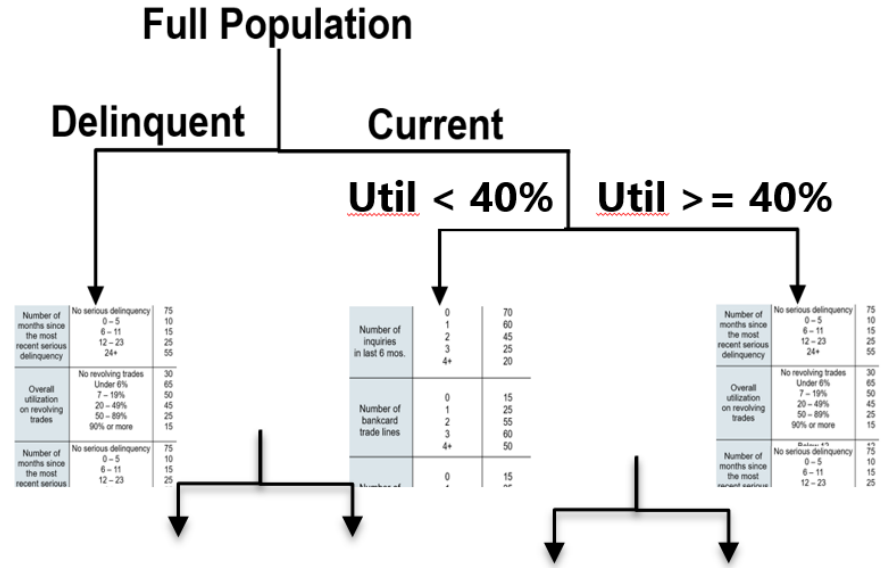 Full Population
Delinquent
Current
Util < 40%
Util >= 40%
Number of
months since
the most
recent serious
delinquency
No serious delinquency 75
0 – 5 10
6 – 11 15
12 – 23 25
24+ 55
Overall
utilization
on revolving
trades
No revolving trades 30
Under 6% 65
7 – 19% 50
20 – 49% 45
50 – 89% 25
90% or more 15
Number of
months since
the most
recent serious
No serious delinquency 75
0 – 5 10
6 – 11 15
12 – 23 25
Number of
inquiries
in last 6 mos.
0 70
1 60
2 45
3 25
4+ 20
Number of
bankcard
trade lines
0 15
1 25
2 55
3 60
4+ 50
0 15
Number of
months since
the most
recent serious
delinquency
No serious delinquency 75
0 – 5 10
6 – 11 15
12 – 23 25
24+ 55
Overall
utilization
on revolving
trades
No revolving trades 30
Under 6% 65
7 – 19% 50
20 – 49% 45
50 – 89% 25
90% or more 15
Number of
months since
the most
recent serious
No serious delinquency 75
0 – 5 10
6 – 11 15
12 – 23 25